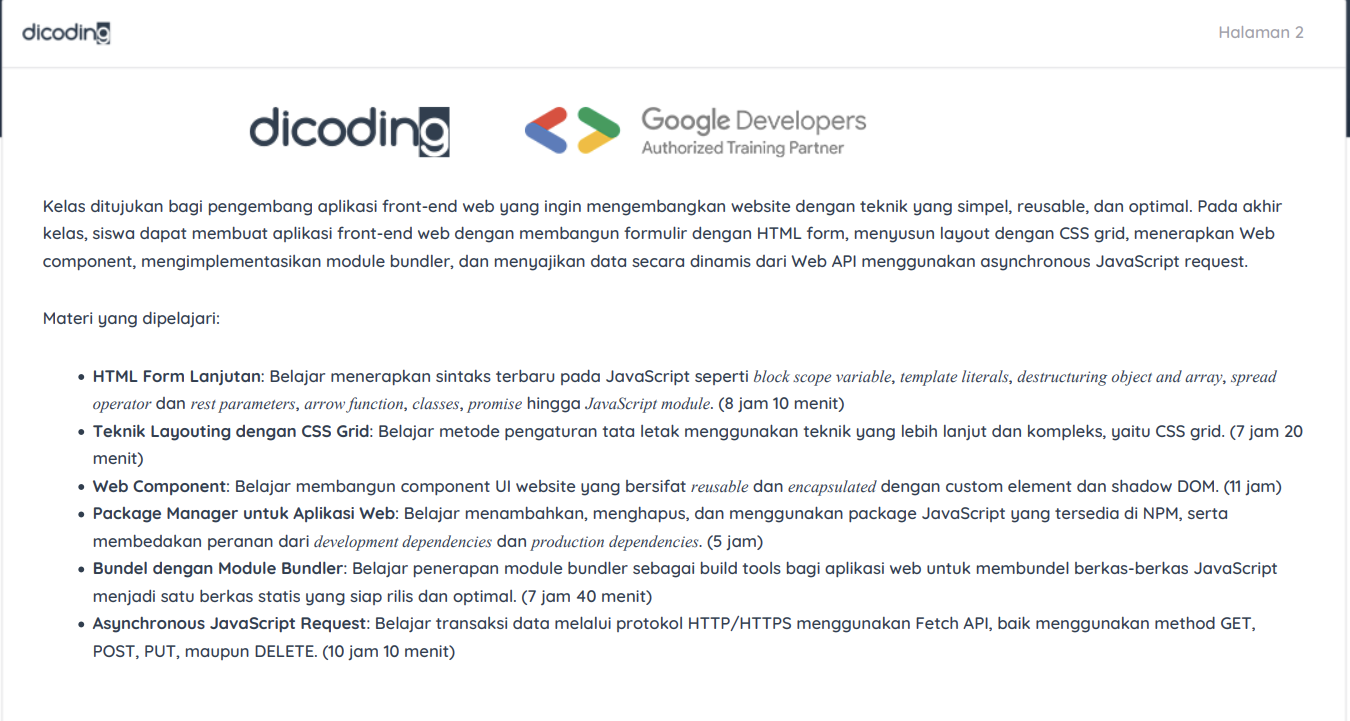 dicoding
Halaman 2
dicoding
Google Developers
Authorized Training Partner
Kelas ditujukan bagi pengembang aplikasi front-end web yang ingin mengembangkan website dengan teknik yang simpel, reusable, dan optimal. Pada akhir
kelas, siswa dapat membuat aplikasi front-end web dengan membangun formulir dengan HTML form, menyusun layout dengan CSS grid, menerapkan Web
component, mengimplementasikan module bundler, dan menyajikan data secara dinamis dari Web API menggunakan asynchronous JavaScript request.
Materi yang dipelajari:
• HTML Form Lanjutan: Belajar menerapkan sintaks terbaru pada JavaScript seperti block scope variable, template literals, destructuring object and array, spread
operator dan rest parameters, arrow function, classes, promise hingga JavaScript module. (8 jam 10 menit)
• Teknik Layouting dengan CSS Grid: Belajar metode pengaturan tata letak menggunakan teknik yang lebih lanjut dan kompleks, yaitu CSS grid. (7 jam 20
menit)
• Web Component: Belajar membangun component UI website yang bersifat reusable dan encapsulated dengan custom element dan shadow DOM. (11 jam)
• Package Manager untuk Aplikasi Web: Belajar menambahkan, menghapus, dan menggunakan package JavaScript yang tersedia di NPM, serta
membedakan peranan dari development dependencies dan production dependencies. (5 jam)
• Bundel dengan Module Bundler: Belajar penerapan module bundler sebagai build tools bagi aplikasi web untuk membundel berkas-berkas JavaScript
menjadi satu berkas statis yang siap rilis dan optimal. (7 jam 40 menit)
• Asynchronous JavaScript Request: Belajar transaksi data melalui protokol HTTP/HTTPS menggunakan Fetch API, baik menggunakan method GET,
POST, PUT, maupun DELETE. (10 jam 10 menit)